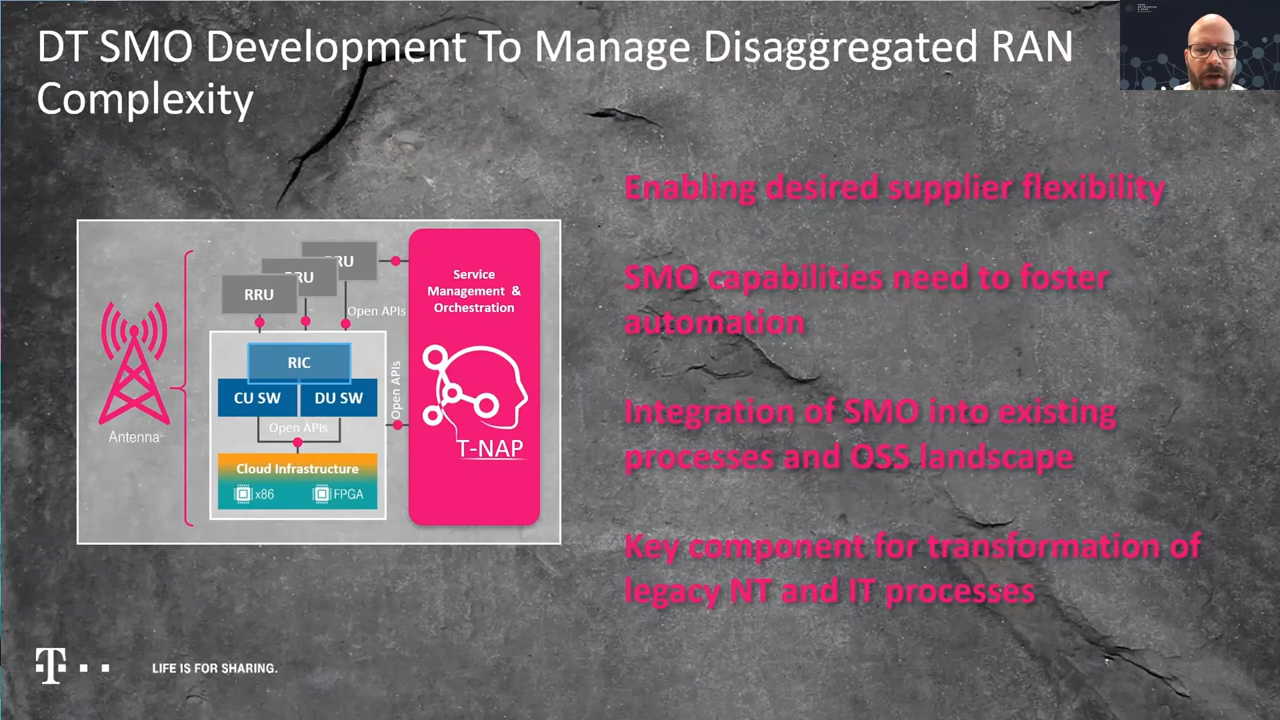 DT SMO Development To Manage Disaggregated RAN
Complexity
Enabling desired supplier flexibility
SMO capabilities need to foster
automation
Integration of SMO into existing
processes and OSS landscape
Key component for transformation of
legacy NT and IT processes
RRU
RRU
RRU
Open APIs
Service
Management &
Orchestration
RIC
CU SW
DU SW
Open APIs
Open APIs
Cloud Infrastructure
x86
FPGA
Antenna
T-NAP
T
LIFE IS FOR SHARING.